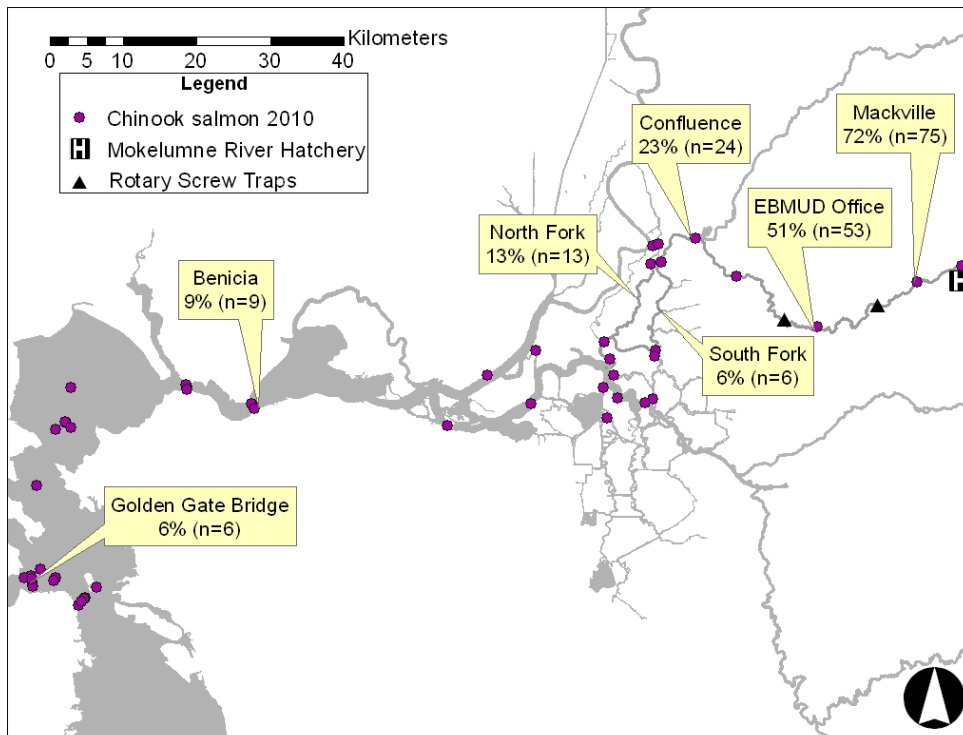 Kilometers
0 5 10 20 30 40
Legend
Chinook salmon 2010
H Mokelumne River Hatchery
Rotary Screw Traps
Mackville
72% (n=75)
Confluence
23% (n=24)
EBMUD Office
51% (n=53)
North Fork
13% (n=13)
Benicia
9% (n=9)
H
South Fork
6% (n=6)
Golden Gate Bridge
6% (n=6)